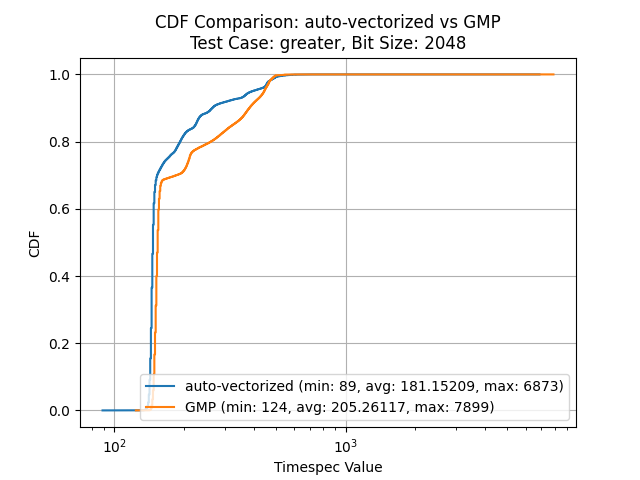 CDF Comparison: auto-vectorized vs GMP
Test Case: greater, Bit Size: 2048
1.0
0.8
0.6
0.4
0.2
0.0
CDF
auto-vectorized (min: 89, avg: 181.15209, max: 6873)
GMP (min: 124, avg: 205.26117, max: 7899)
10²
10³
Timespec Value